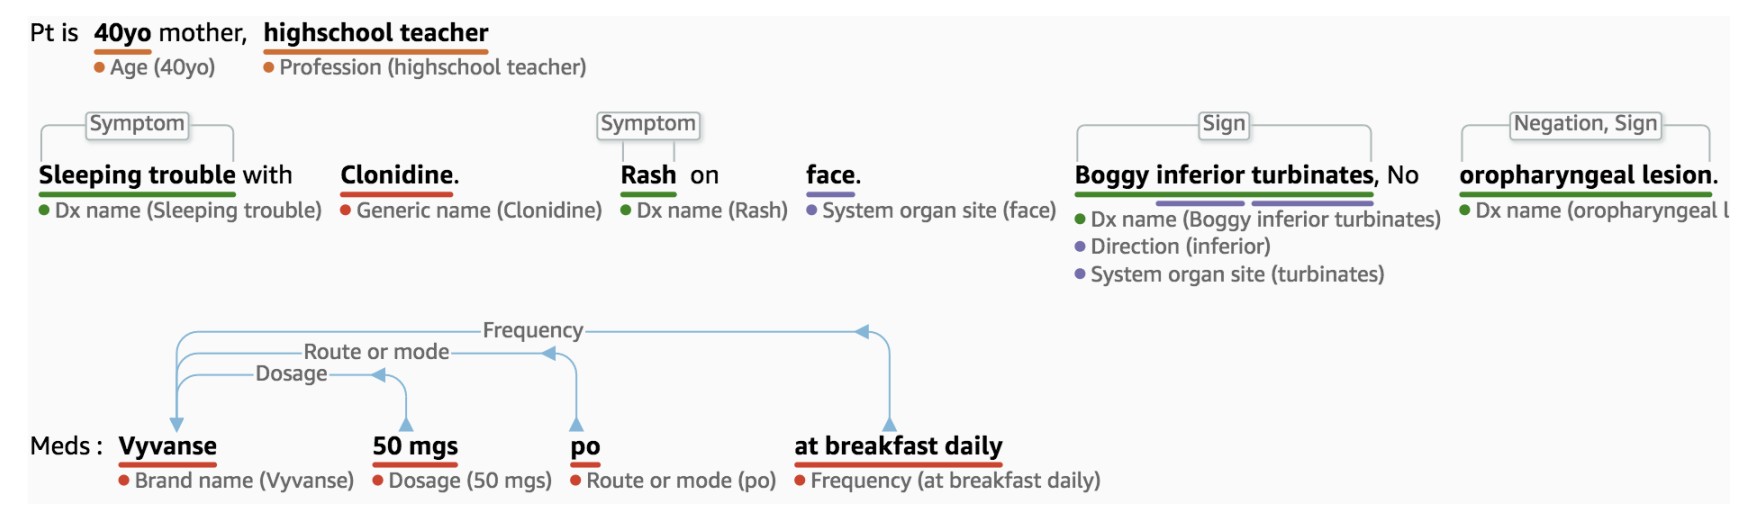 Pt is 40yo mother, highschool teacher
Age (40yo) Profession (highschool teacher)
Symptom Symptom Sign Negation, Sign
Sleeping trouble with Clonidine. Rash on face. Boggy inferior turbinates, No oropharyngeal lesion.
Dx name (Sleeping trouble) Generic name (Clonidine) Dx name (Rash) System organ site (face) Dx name (Boggy inferior turbinates) Dx name (oropharyngeal l
Direction (inferior)
System organ site (turbinates)
Frequency
Route or mode
Dosage
Meds : Vyvanse 50 mgs po at breakfast daily
Brand name (Vyvanse) Dosage (50 mgs) Route or mode (po) Frequency (at breakfast daily)